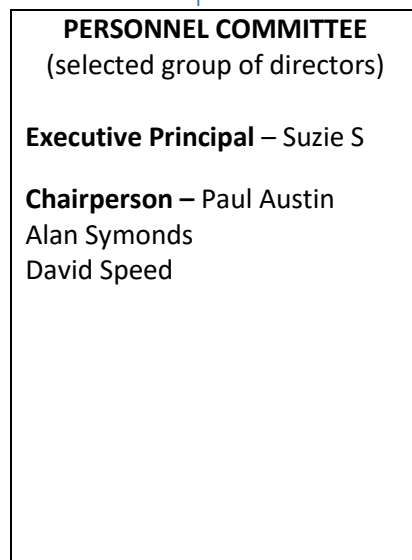 PERSONNEL COMMITTEE
(selected group of directors)
Executive Principal – Suzie S
Chairperson – Paul Austin
Alan Symonds
David Speed